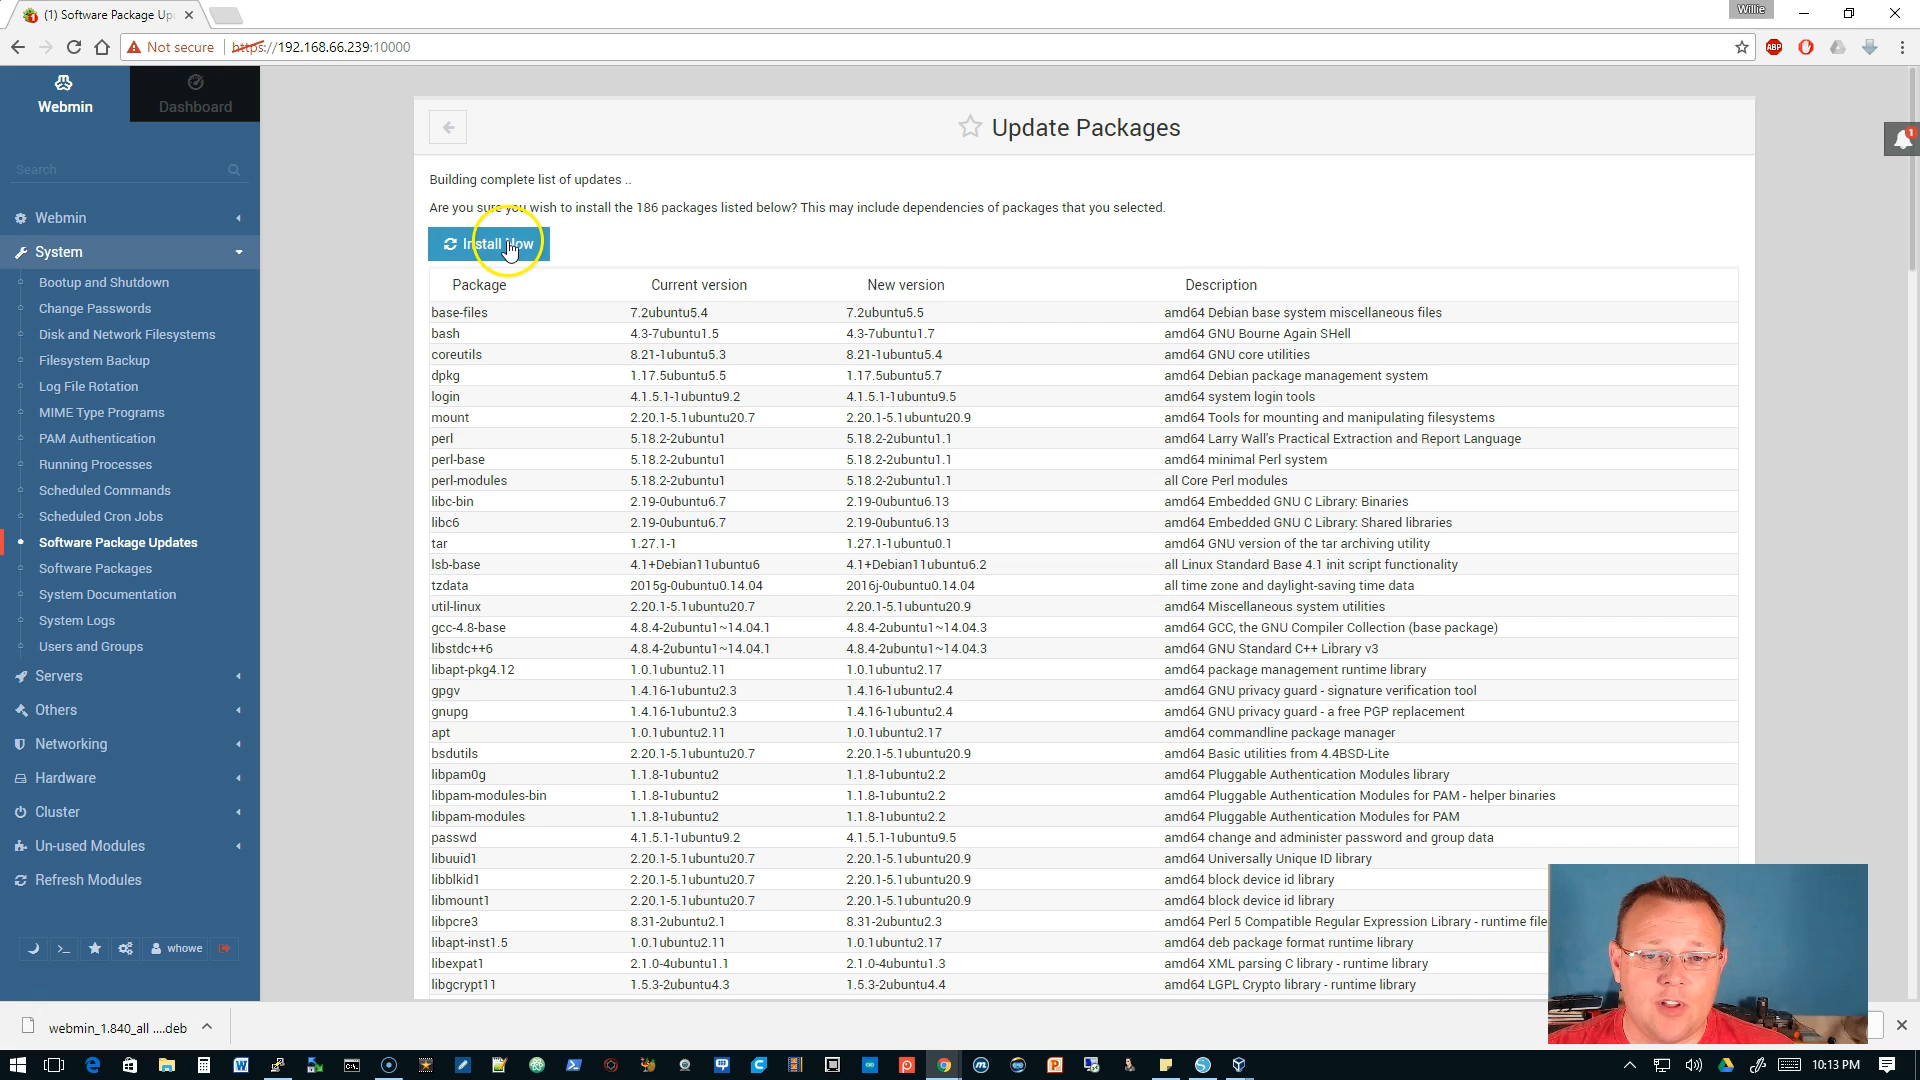 (1) Software Package Up
Willie
Not secure
https://192.168.66.239:10000
ABP
Webmin
Dashboard
Update Packages
1
Search
Building complete list of updates ..
Are you sure you wish to install the 186 packages listed below? This may include dependencies of packages that you selected.
Install Now
Webmin
System
Bootup and Shutdown
Change Passwords
Disk and Network Filesystems
Filesystem Backup
Log File Rotation
MIME Type Programs
PAM Authentication
Running Processes
Scheduled Commands
Scheduled Cron Jobs
Software Package Updates
Software Packages
System Documentation
System Logs
Users and Groups
Servers
Others
Networking
Hardware
Cluster
Un-used Modules
Refresh Modules
whowe
Package Current version New version Description
base-files 7.2ubuntu5.4 7.2ubuntu5.5 amd64 Debian base system miscellaneous files
bash 4.3-7ubuntu1.5 4.3-7ubuntu1.7 amd64 GNU Bourne Again SHell
coreutils 8.21-1ubuntu5.3 8.21-1ubuntu5.4 amd64 GNU core utilities
dpkg 1.17.5ubuntu5.5 1.17.5ubuntu5.7 amd64 Debian package management system
login 4.1.5.1-1ubuntu9.2 4.1.5.1-1ubuntu9.5 amd64 system login tools
mount 2.20.1-5.1ubuntu20.7 2.20.1-5.1ubuntu20.9 amd64 Tools for mounting and manipulating filesystems
perl 5.18.2-2ubuntu1 5.18.2-2ubuntu1.1 amd64 Larry Wall's Practical Extraction and Report Language
perl-base 5.18.2-2ubuntu1 5.18.2-2ubuntu1.1 amd64 minimal Perl system
perl-modules 5.18.2-2ubuntu1 5.18.2-2ubuntu1.1 all Core Perl modules
libc-bin 2.19-0ubuntu6.7 2.19-0ubuntu6.13 amd64 Embedded GNU C Library: Binaries
libc6 2.19-0ubuntu6.7 2.19-0ubuntu6.13 amd64 Embedded GNU C Library: Shared libraries
tar 1.27.1-1 1.27.1-1ubuntu0.1 amd64 GNU version of the tar archiving utility
lsb-base 4.1+Debian11ubuntu6 4.1+Debian11ubuntu6.2 all Linux Standard Base 4.1 init script functionality
tzdata 2015g-0ubuntu0.14.04 2016j-0ubuntu0.14.04 all time zone and daylight-saving time data
util-linux 2.20.1-5.1ubuntu20.7 2.20.1-5.1ubuntu20.9 amd64 Miscellaneous system utilities
gcc-4.8-base 4.8.4-2ubuntu1~14.04.1 4.8.4-2ubuntu1~14.04.3 amd64 GCC, the GNU Compiler Collection (base package)
libstdc++6 4.8.4-2ubuntu1~14.04.1 4.8.4-2ubuntu1~14.04.3 amd64 GNU Standard C++ Library v3
libapt-pkg4.12 1.0.1ubuntu2.11 1.0.1ubuntu2.17 amd64 package management runtime library
gpgv 1.4.16-1ubuntu2.3 1.4.16-1ubuntu2.4 amd64 GNU privacy guard - signature verification tool
gnupg 1.4.16-1ubuntu2.3 1.4.16-1ubuntu2.4 amd64 GNU privacy guard - a free PGP replacement
apt 1.0.1ubuntu2.11 1.0.1ubuntu2.17 amd64 commandline package manager
bsdutils 2.20.1-5.1ubuntu20.7 2.20.1-5.1ubuntu20.9 amd64 Basic utilities from 4.4BSD-Lite
libpam0g 1.1.8-1ubuntu2 1.1.8-1ubuntu2.2 amd64 Pluggable Authentication Modules library
libpam-modules-bin 1.1.8-1ubuntu2 1.1.8-1ubuntu2.2 amd64 Pluggable Authentication Modules for PAM - helper binaries
libpam-modules 1.1.8-1ubuntu2 1.1.8-1ubuntu2.2 amd64 Pluggable Authentication Modules for PAM
passwd 4.1.5.1-1ubuntu9.2 4.1.5.1-1ubuntu9.5 amd64 change and administer password and group data
libuuid1 2.20.1-5.1ubuntu20.7 2.20.1-5.1ubuntu20.9 amd64 Universally Unique ID library
libblkid1 2.20.1-5.1ubuntu20.7 2.20.1-5.1ubuntu20.9 amd64 block device id library
libmount1 2.20.1-5.1ubuntu20.7 2.20.1-5.1ubuntu20.9 amd64 block device id library
libpcre3 8.31-2ubuntu2.1 8.31-2ubuntu2.3 amd64 Perl 5 Compatible Regular Expression Library - runtime file
libapt-inst1.5 1.0.1ubuntu2.11 1.0.1ubuntu2.17 amd64 deb package format runtime library
libexpat1 2.1.0-4ubuntu1.1 2.1.0-4ubuntu1.3 amd64 XML parsing C library - runtime library
libgcrypt11 1.5.3-2ubuntu4.3 1.5.3-2ubuntu4.4 amd64 LGPL Crypto library - runtime library
webmin_1.840_all ....deb
10:13 PM